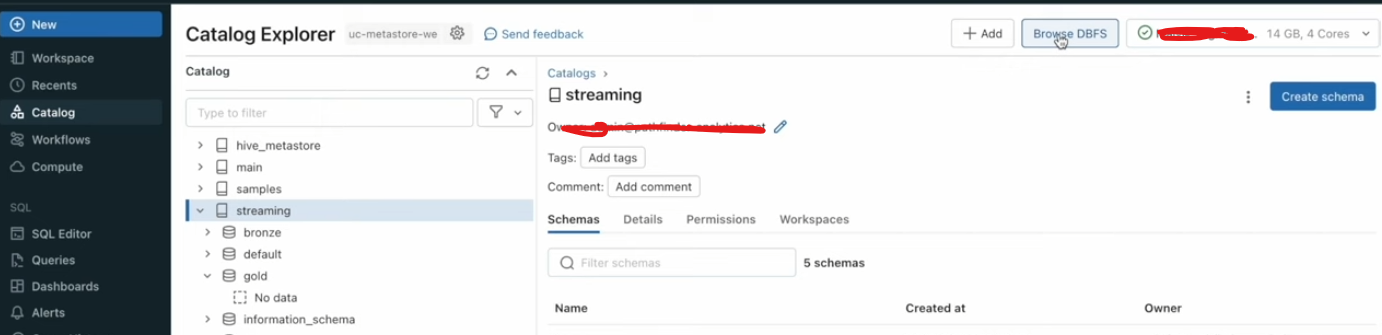 New
Workspace
Recents
Catalog
Workflows
Compute
SQL
SQL Editor
Queries
Dashboards
Alerts
Catalog Explorer
uc-metastore-we
Send feedback
Add
Browse DBFS
14 GB, 4 Cores
Catalog
Type to filter
hive_metastore
main
samples
streaming
bronze
default
gold
No data
information_schema
Catalogs >
streaming
Create schema
Tags: Add tags
Comment: Add comment
Schemas Details Permissions Workspaces
Filter schemas
5 schemas
Name Created at Owner